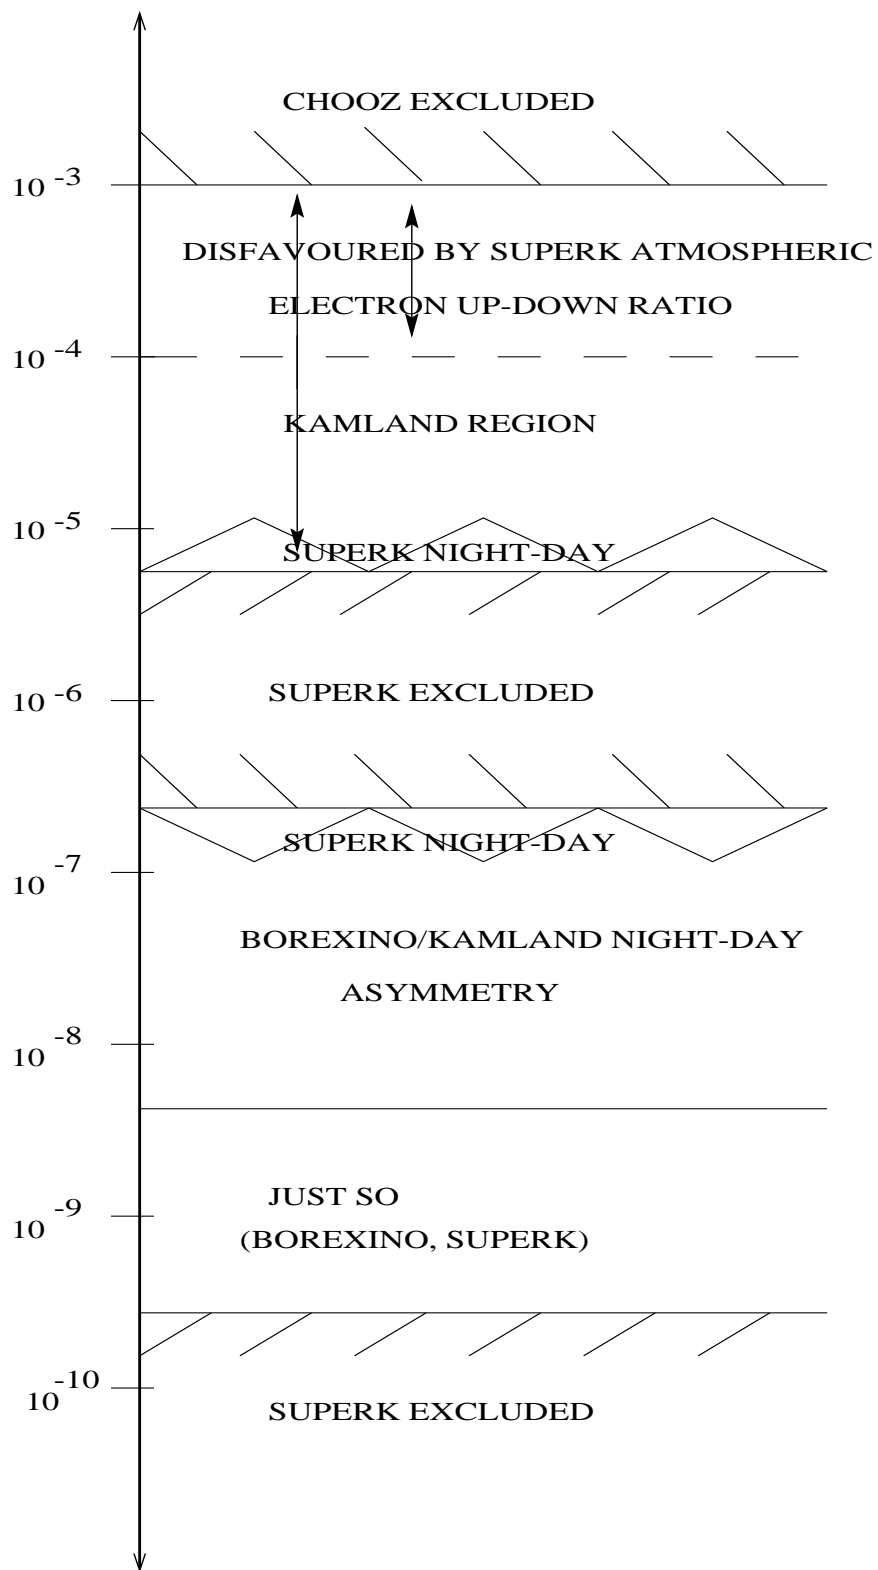 CHOOZ EXCLUDED
10 -3
DISFAVOURED BY SUPERK ATMOSPHERIC
ELECTRON UP-DOWN RATIO
10 -4
KAMLAND REGION
10 -5
SUPERK NIGHT-DAY
SUPERK EXCLUDED
10 -6
SUPERK NIGHT-DAY
10 -7
BOREXINO/KAMLAND NIGHT-DAY
ASYMMETRY
10 -8
JUST SO
10 -9
(BOREXINO, SUPERK)
10 -10
SUPERK EXCLUDED